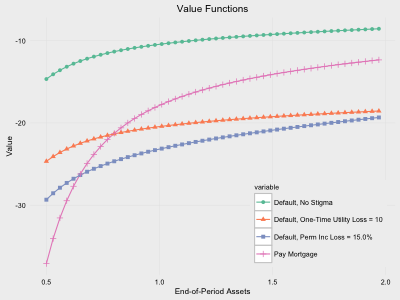 Value Functions
-10
-20
-30
Value
variable
Default, No Stigma
Default, One-Time Utility Loss = 10
Default, Perm Inc Loss = 15.0%
Pay Mortgage
0.5
1.0
1.5
2.0
End-of-Period Assets